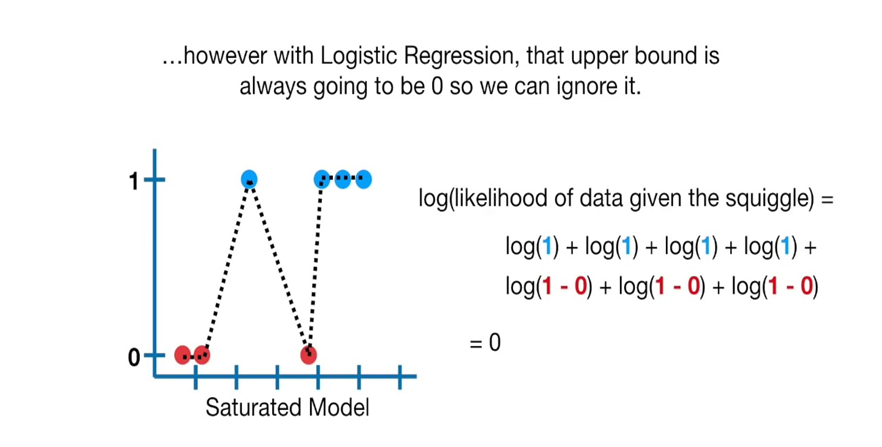 …however with Logistic Regression, that upper bound is
always going to be 0 so we can ignore it.
1
0
Saturated Model
log(likelihood of data given the squiggle) =
log(1) + log(1) + log(1) + log(1) +
log(1 - 0) + log(1 - 0) + log(1 - 0)
= 0